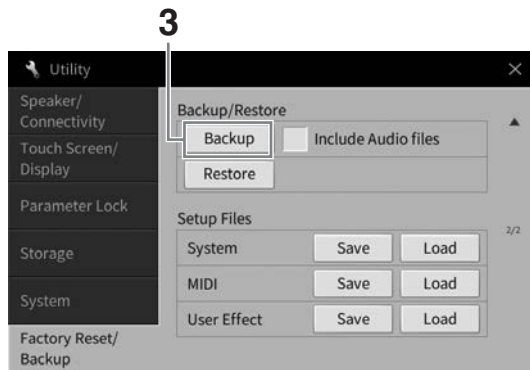 3
Utility
Speaker/
Connectivity
Touch Screen/
Display
Parameter Lock
Storage
System
Factory Reset/
Backup
Backup/Restore
Backup Include Audio files
Restore
Setup Files
System Save Load
MIDI Save Load
User Effect Save Load
2/2